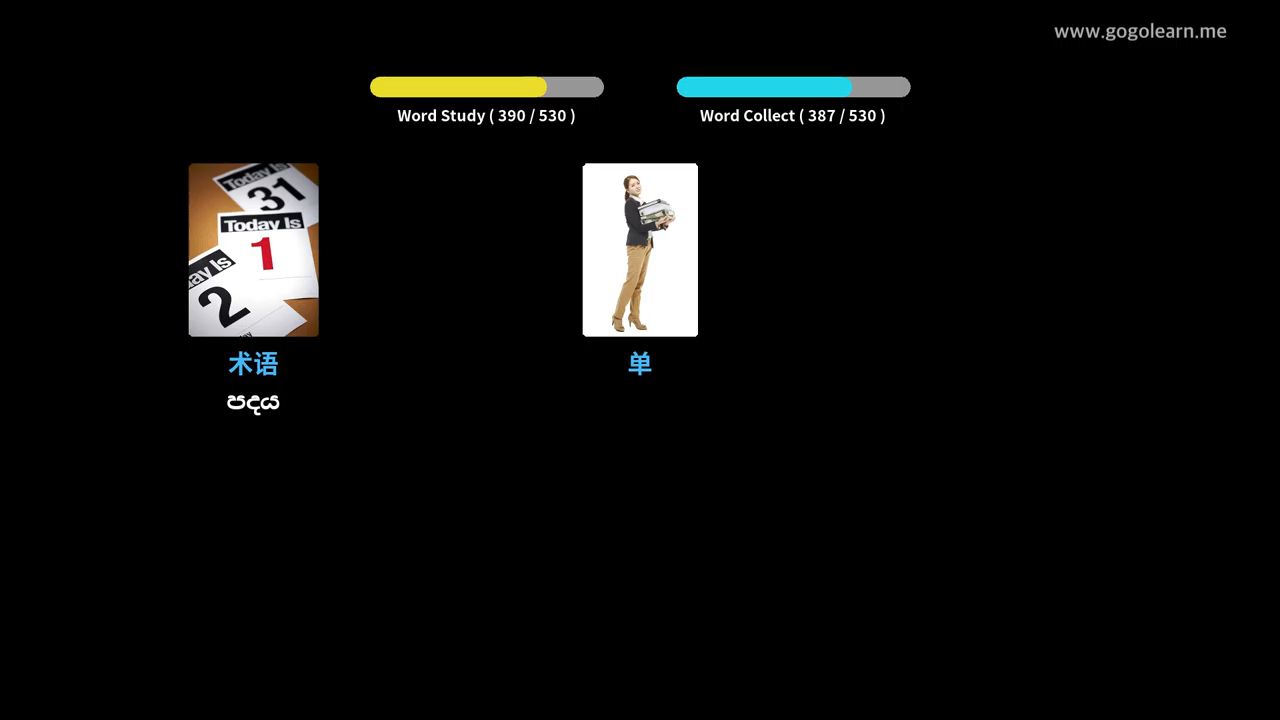 www.gogolearn.me
Word Study ( 390 / 530 )
Word Collect ( 387 / 530 )
Today Is
31
Today Is
1
ay Is
2
术语
单
පදය